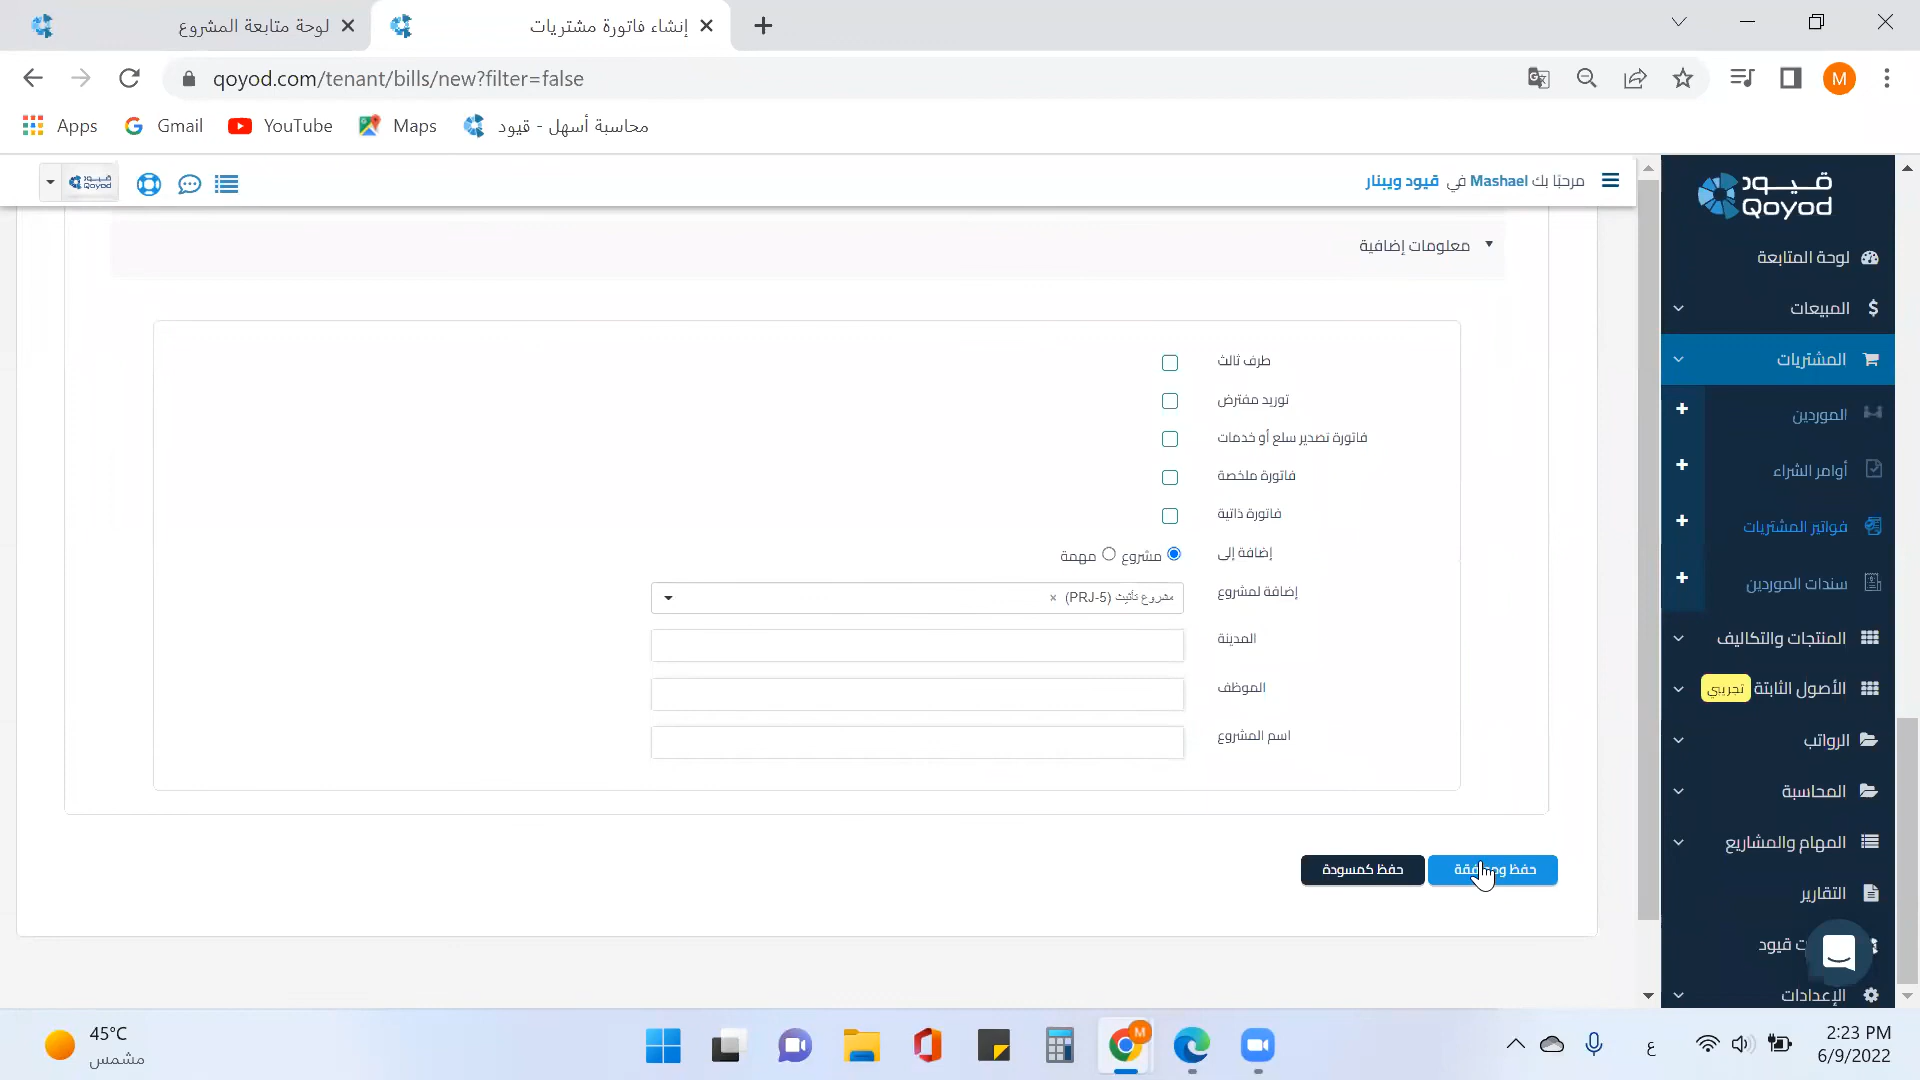 لوحة متابعة المشروع
إنشاء فاتورة مشتريات
qoyod.com/tenant/bills/new?filter=false
M
Apps
Gmail
YouTube
Maps
محاسبة أسهل - قيود
قيود
Qoyod
مرحبًا بك Mashael في قيود ويبنار
معلومات إضافية
طرف ثالث
توريد مفترض
فاتورة تصدير سلع أو خدمات
فاتورة ملخصة
فاتورة ذاتية
إضافة إلى
مشروع
مهمة
إضافة لمشروع
مشروع تأثيث (PRJ-5) ×
المدينة
الموظف
اسم المشروع
حفظ
حفظ كمسودة
قيود
Qoyod
لوحة المتابعة
المبيعات
المشتريات
الموردين
أوامر الشراء
فواتير المشتريات
سندات الموردين
المنتجات والتكاليف
الأصول الثابتة
تجريبي
الرواتب
المحاسبة
المهام والمشاريع
التقارير
قيود
الإعدادات
45°C
مشمس
M
ع
2:23 PM
6/9/2022